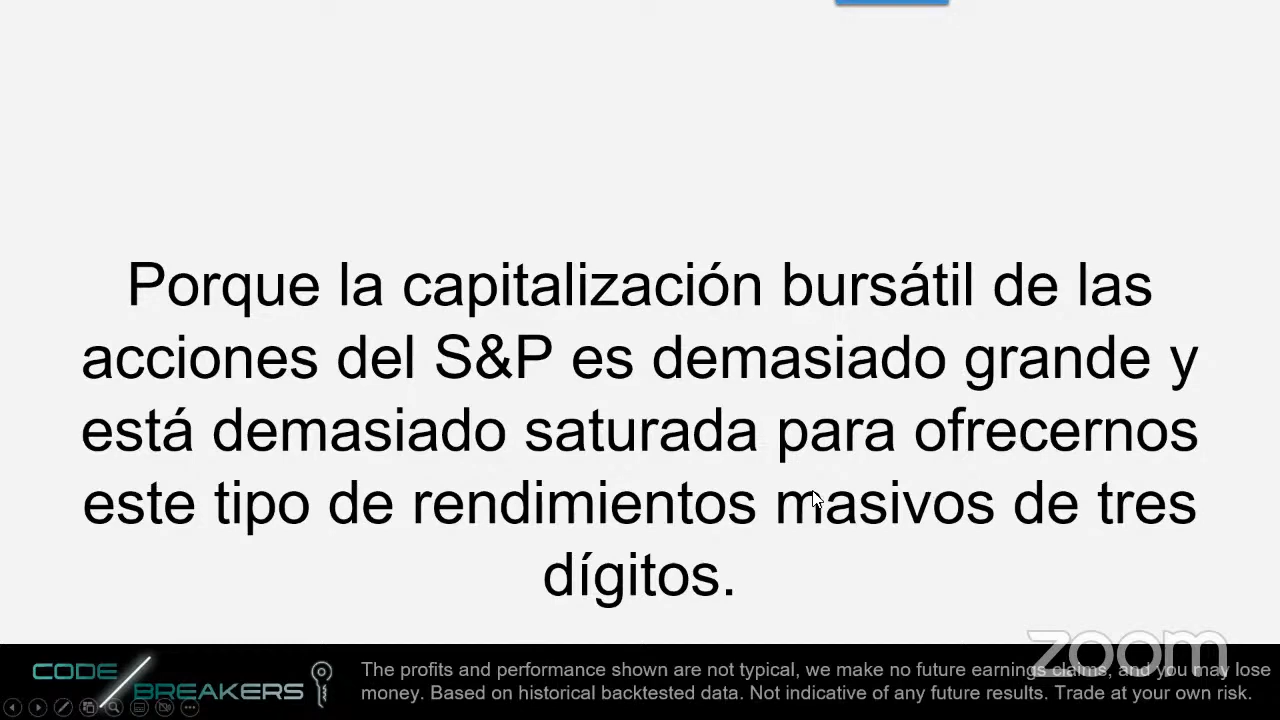 Porque la capitalización bursátil de las
acciones del S&P es demasiado grande y
está demasiado saturada para ofrecernos
este tipo de rendimientos masivos de tres
dígitos.
zoom
CODE
BREAKERS
The profits and performance shown are not typical, we make no future earnings claims, and you may lose
money. Based on historical backtested data. Not indicative of any future results. Trade at your own risk.